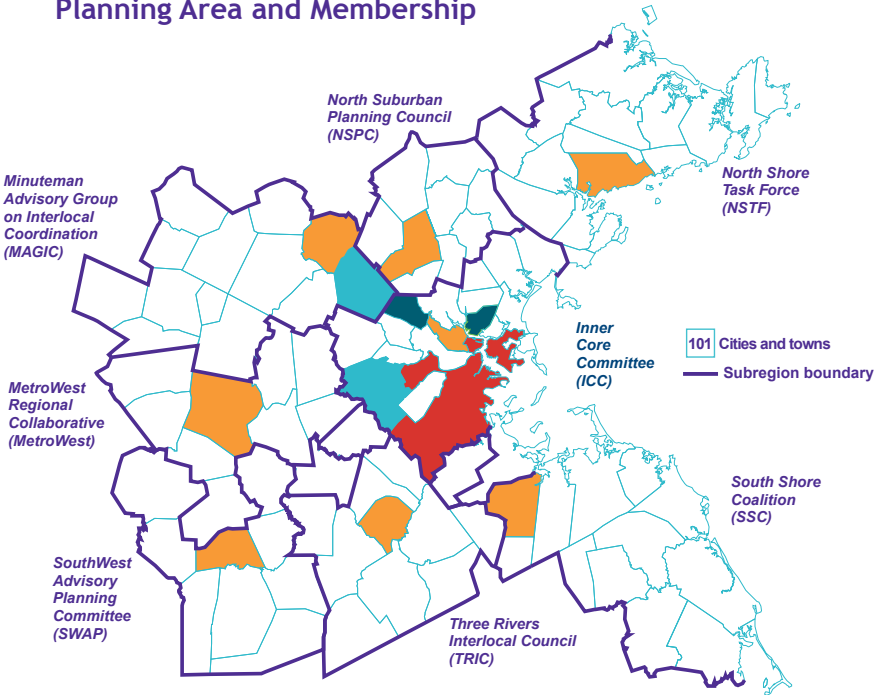 Planning Area and Membership
North Suburban
Planning Council
(NSPC)
Minuteman
Advisory Group
on Interlocal
Coordination
(MAGIC)
North Shore
Task Force
(NSTF)
Inner
Core
Committee
(ICC)
101 Cities and towns
Subregion boundary
MetroWest
Regional
Collaborative
(MetroWest)
South Shore
Coalition
(SSC)
SouthWest
Advisory
Planning
Committee
(SWAP)
Three Rivers
Interlocal Council
(TRIC)